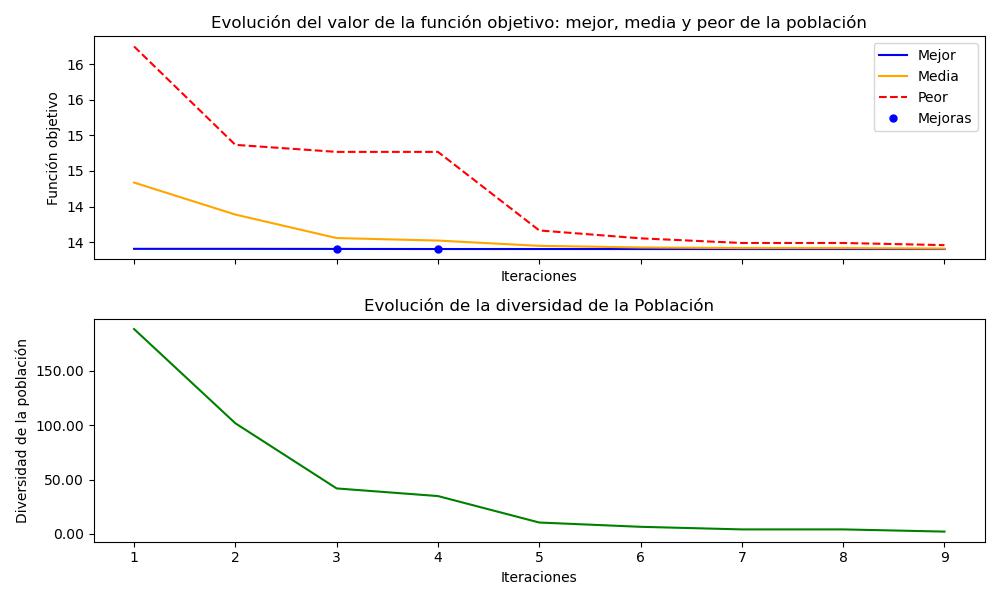 Evolución del valor de la función objetivo: mejor, media y peor de la población
Función objetivo
16
16
15
15
14
14
Mejor
Media
Peor
Mejoras
Iteraciones
Evolución de la diversidad de la Población
Diversidad de la población
150.00
100.00
50.00
0.00
1 2 3 4 5 6 7 8 9
Iteraciones